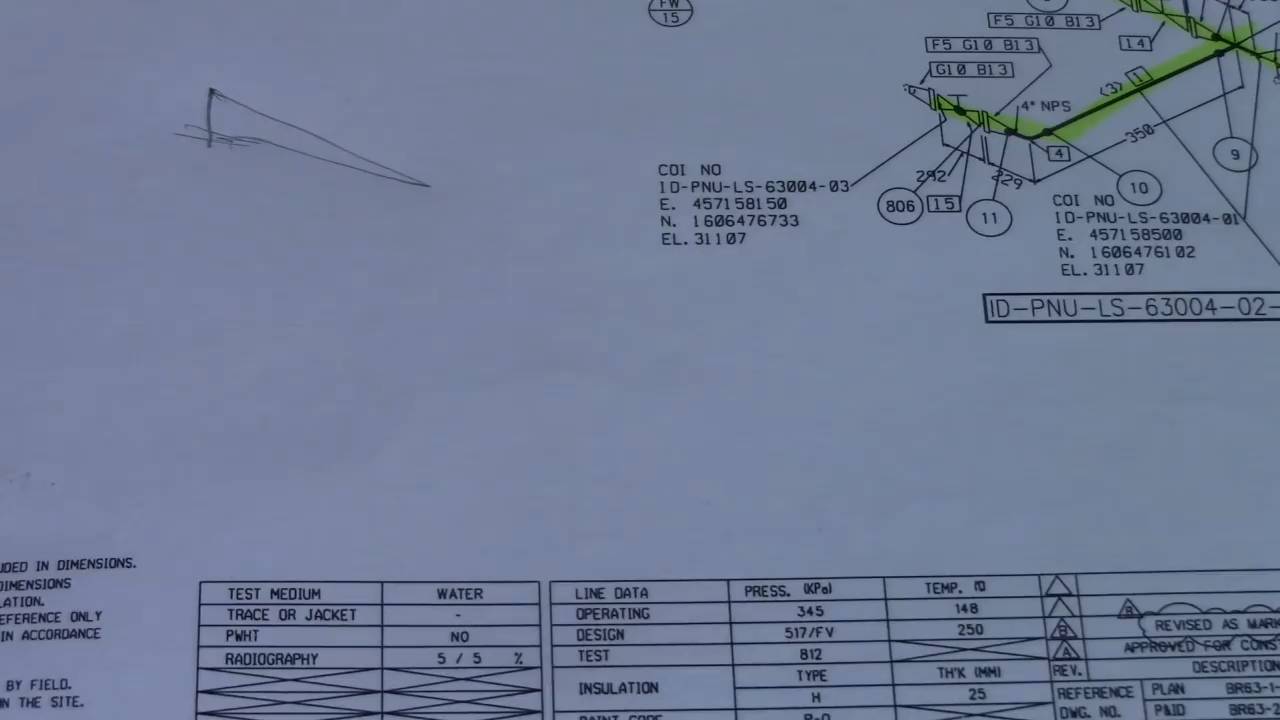 FW
15
F5 G10 B13
14
F5 G10 B13
G10 B13
(3)
1
4" NPS
350
4
9
292
229
10
806
15
11
COI NO
ID-PNU-LS-63004-03
E. 457158150
N. 1606476733
EL. 31107
COI NO
ID-PNU-LS-63004-01
E. 457158500
N. 1606476102
EL. 31107
ID-PNU-LS-63004-02-
UDED IN DIMENSIONS.
DIMENSIONS
LATION.
EFERENCE ONLY
IN ACCORDANCE
BY FIELD.
N THE SITE.
TEST MEDIUM WATER
TRACE OR JACKET -
PWHT NO
RADIOGRAPHY 5 / 5 %
LINE DATA PRESS. (KPa) TEMP.
OPERATING 345 148
DESIGN 517/FV 250
TEST 812
INSULATION TYPE TH'K (MM)
H 25
B
A
REV.
B
REVISED AS MARK
APPROVED FOR CONS
DESCRIPTION
REFERENCE PLAN BR63-1-
DWG. NO. P&ID BR63-2